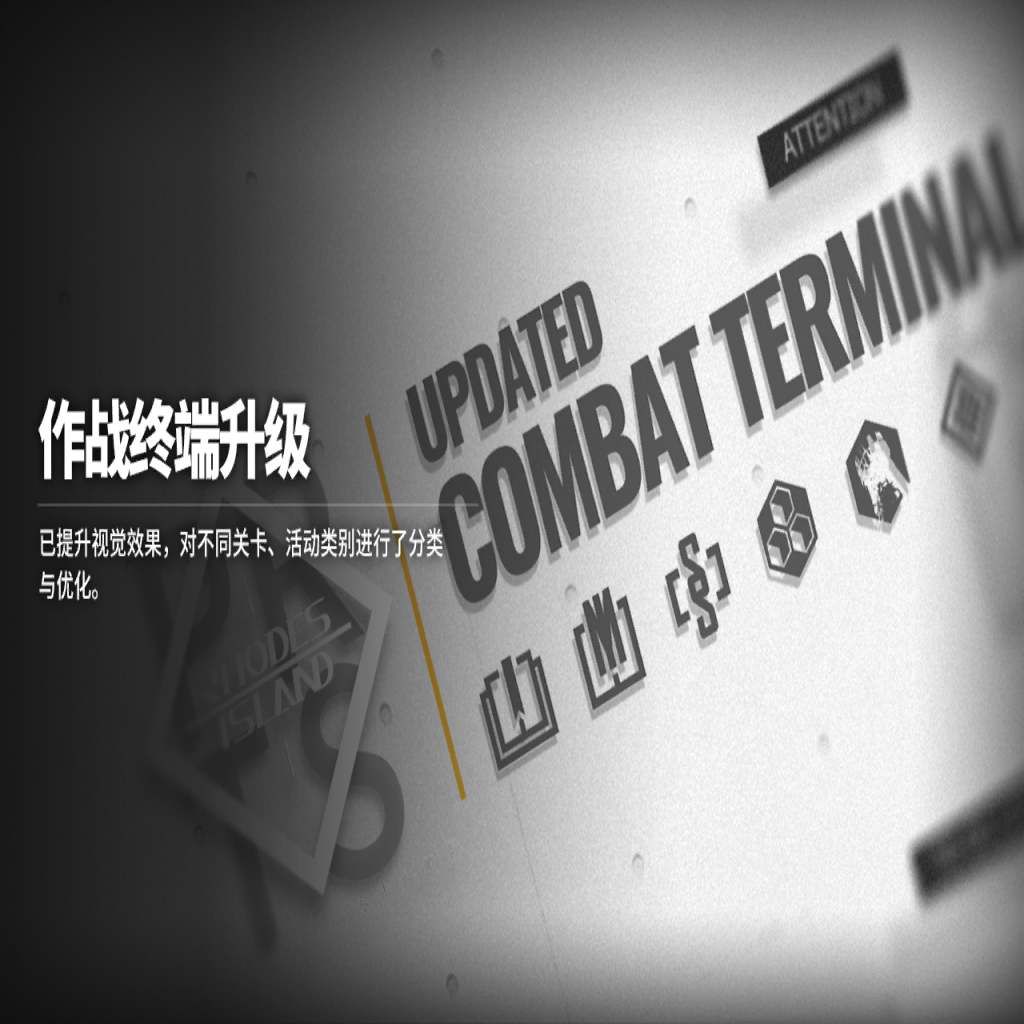 ATTENTION
UPDATED
COMBAT TERMINAL
作战终端升级
已提升视觉效果，对不同关卡、活动类别进行了分类
与优化。
RHODES
ISLAND